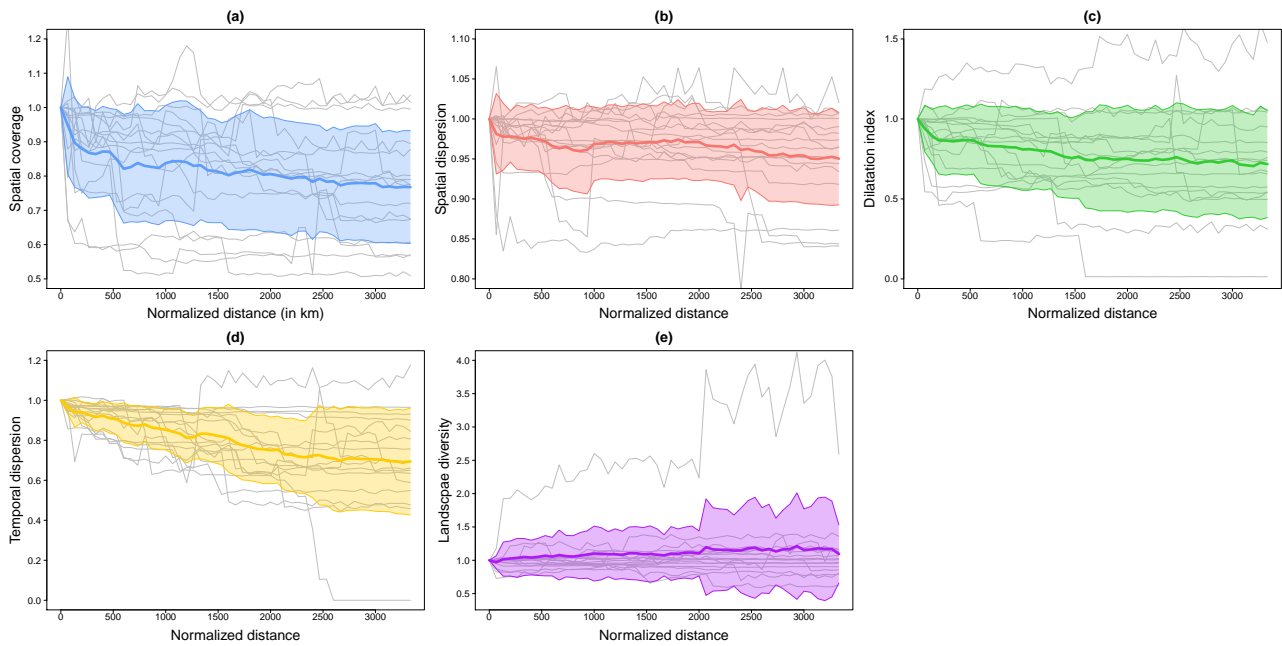 (a)
1.2
1.1
1.0
0.9
0.8
0.7
0.6
0.5
Spatial coverage
0 500 1000 1500 2000 2500 3000
Normalized distance (in km)
(b)
1.10
1.05
1.00
0.95
0.90
0.85
0.80
Spatial dispersion
0 500 1000 1500 2000 2500 3000
Normalized distance
(c)
1.5
1.0
0.5
0.0
Dilatation index
0 500 1000 1500 2000 2500 3000
Normalized distance
(d)
1.2
1.0
0.8
0.6
0.4
0.2
0.0
Temporal dispersion
0 500 1000 1500 2000 2500 3000
Normalized distance
(e)
4.0
3.5
3.0
2.5
2.0
1.5
1.0
0.5
Landscpae diversity
0 500 1000 1500 2000 2500 3000
Normalized distance